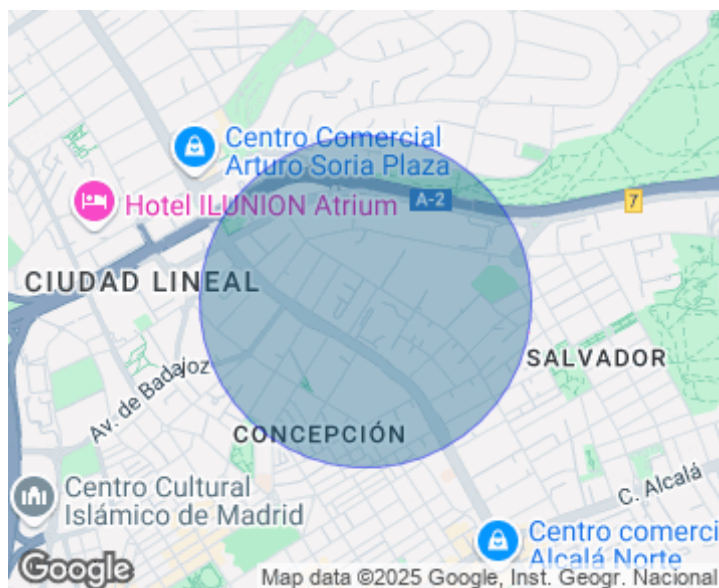 Centro Comercial
Arturo Soria Plaza
Hotel ILUNION Atrium
A-2
7
CIUDAD LINEAL
SALVADOR
Av. de Badajoz
CONCEPCIÓN
Centro Cultural
Islámico de Madrid
C. Alcalá
Centro comerci
Alcalá Norte
Google
Map data ©2025 Google, Inst. Geogr. Nacional